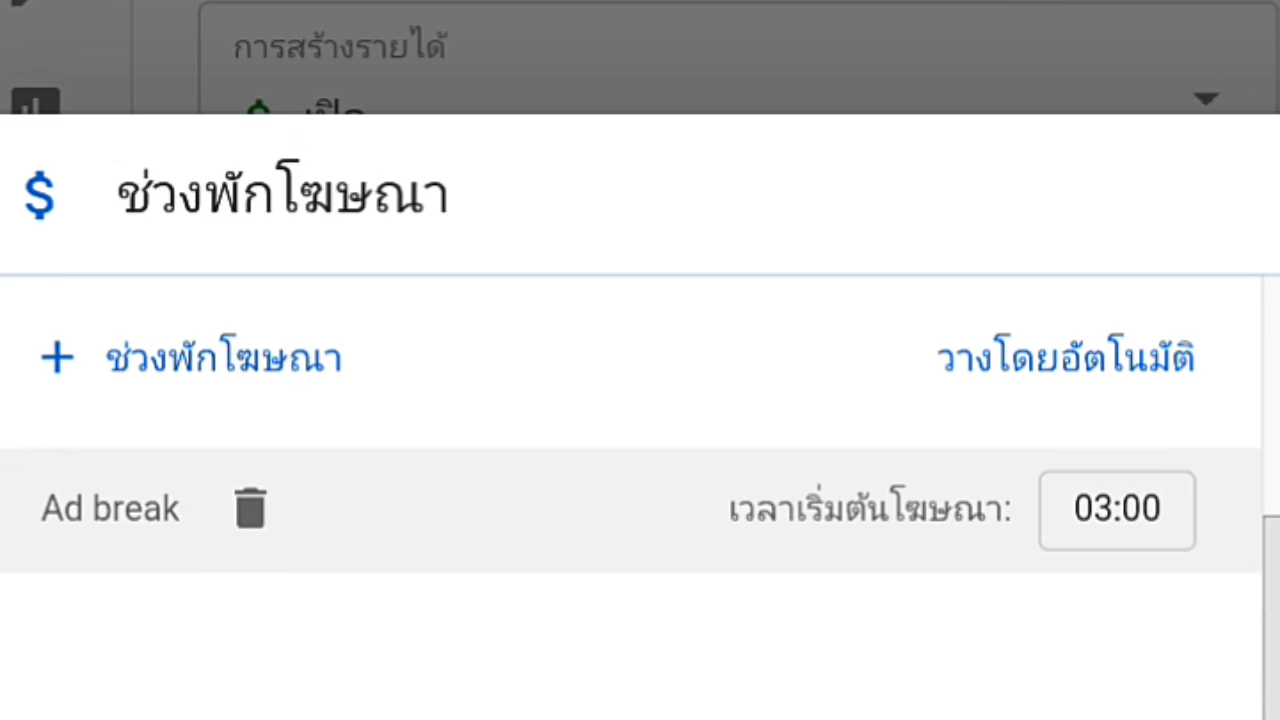 การสร้างรายได้
เปิด
ช่วงพักโฆษณา
ช่วงพักโฆษณา
วางโดยอัตโนมัติ
Ad break
เวลาเริ่มต้นโฆษณา:
03:00